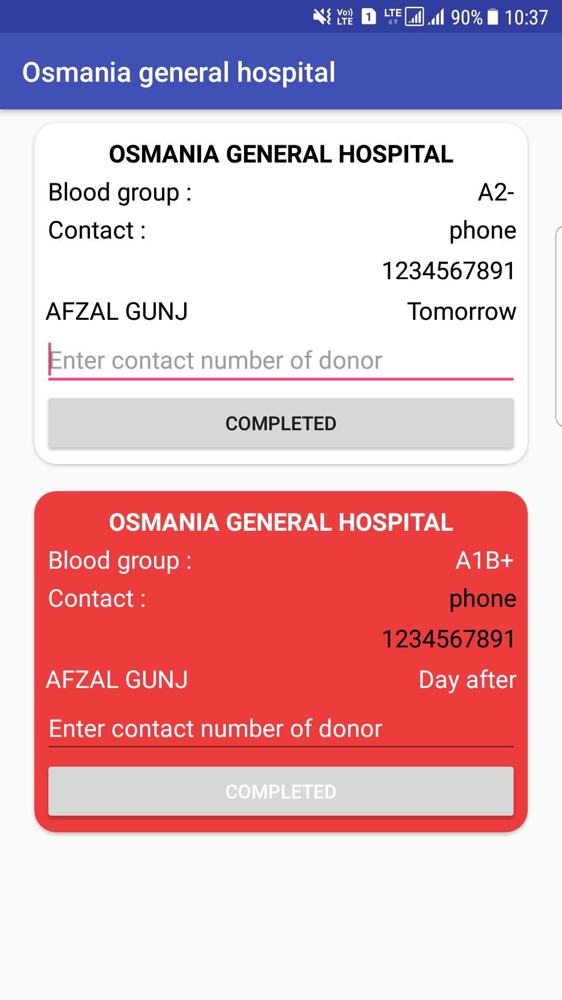 Vo)) LTE 1 LTE 90% 10:37
Osmania general hospital
OSMANIA GENERAL HOSPITAL
Blood group : A2-
Contact : phone
1234567891
AFZAL GUNJ Tomorrow
Enter contact number of donor
COMPLETED
OSMANIA GENERAL HOSPITAL
Blood group : A1B+
Contact : phone
1234567891
AFZAL GUNJ Day after
Enter contact number of donor
COMPLETED